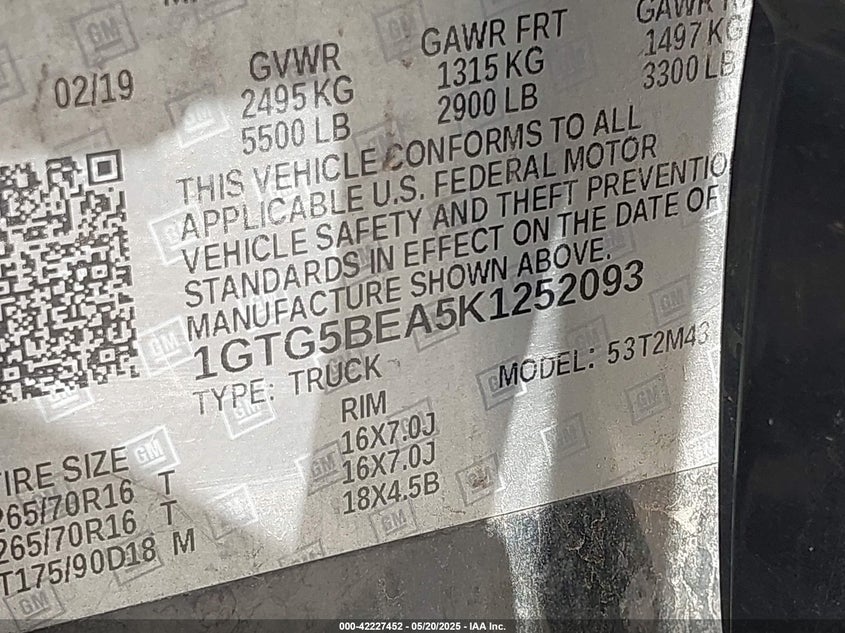 02/19
GVWR
2495 KG
5500 LB
GAWR FRT
1315 KG
2900 LB
GAWR
1497 KG
3300 LB
THIS VEHICLE CONFORMS TO ALL
APPLICABLE U.S. FEDERAL MOTOR
VEHICLE SAFETY AND THEFT PREVENTIO
STANDARDS IN EFFECT ON THE DATE OF
MANUFACTURE SHOWN ABOVE.
1GTG5BEA5K1252093
TYPE: TRUCK
MODEL: 53T2M43
RIM
16X7.0J
16X7.0J
18X4.5B
TIRE SIZE
265/70R16 T
265/70R16 T
T175/90D18 M
GM
000-42227452 - 05/20/2025 - IAA Inc.